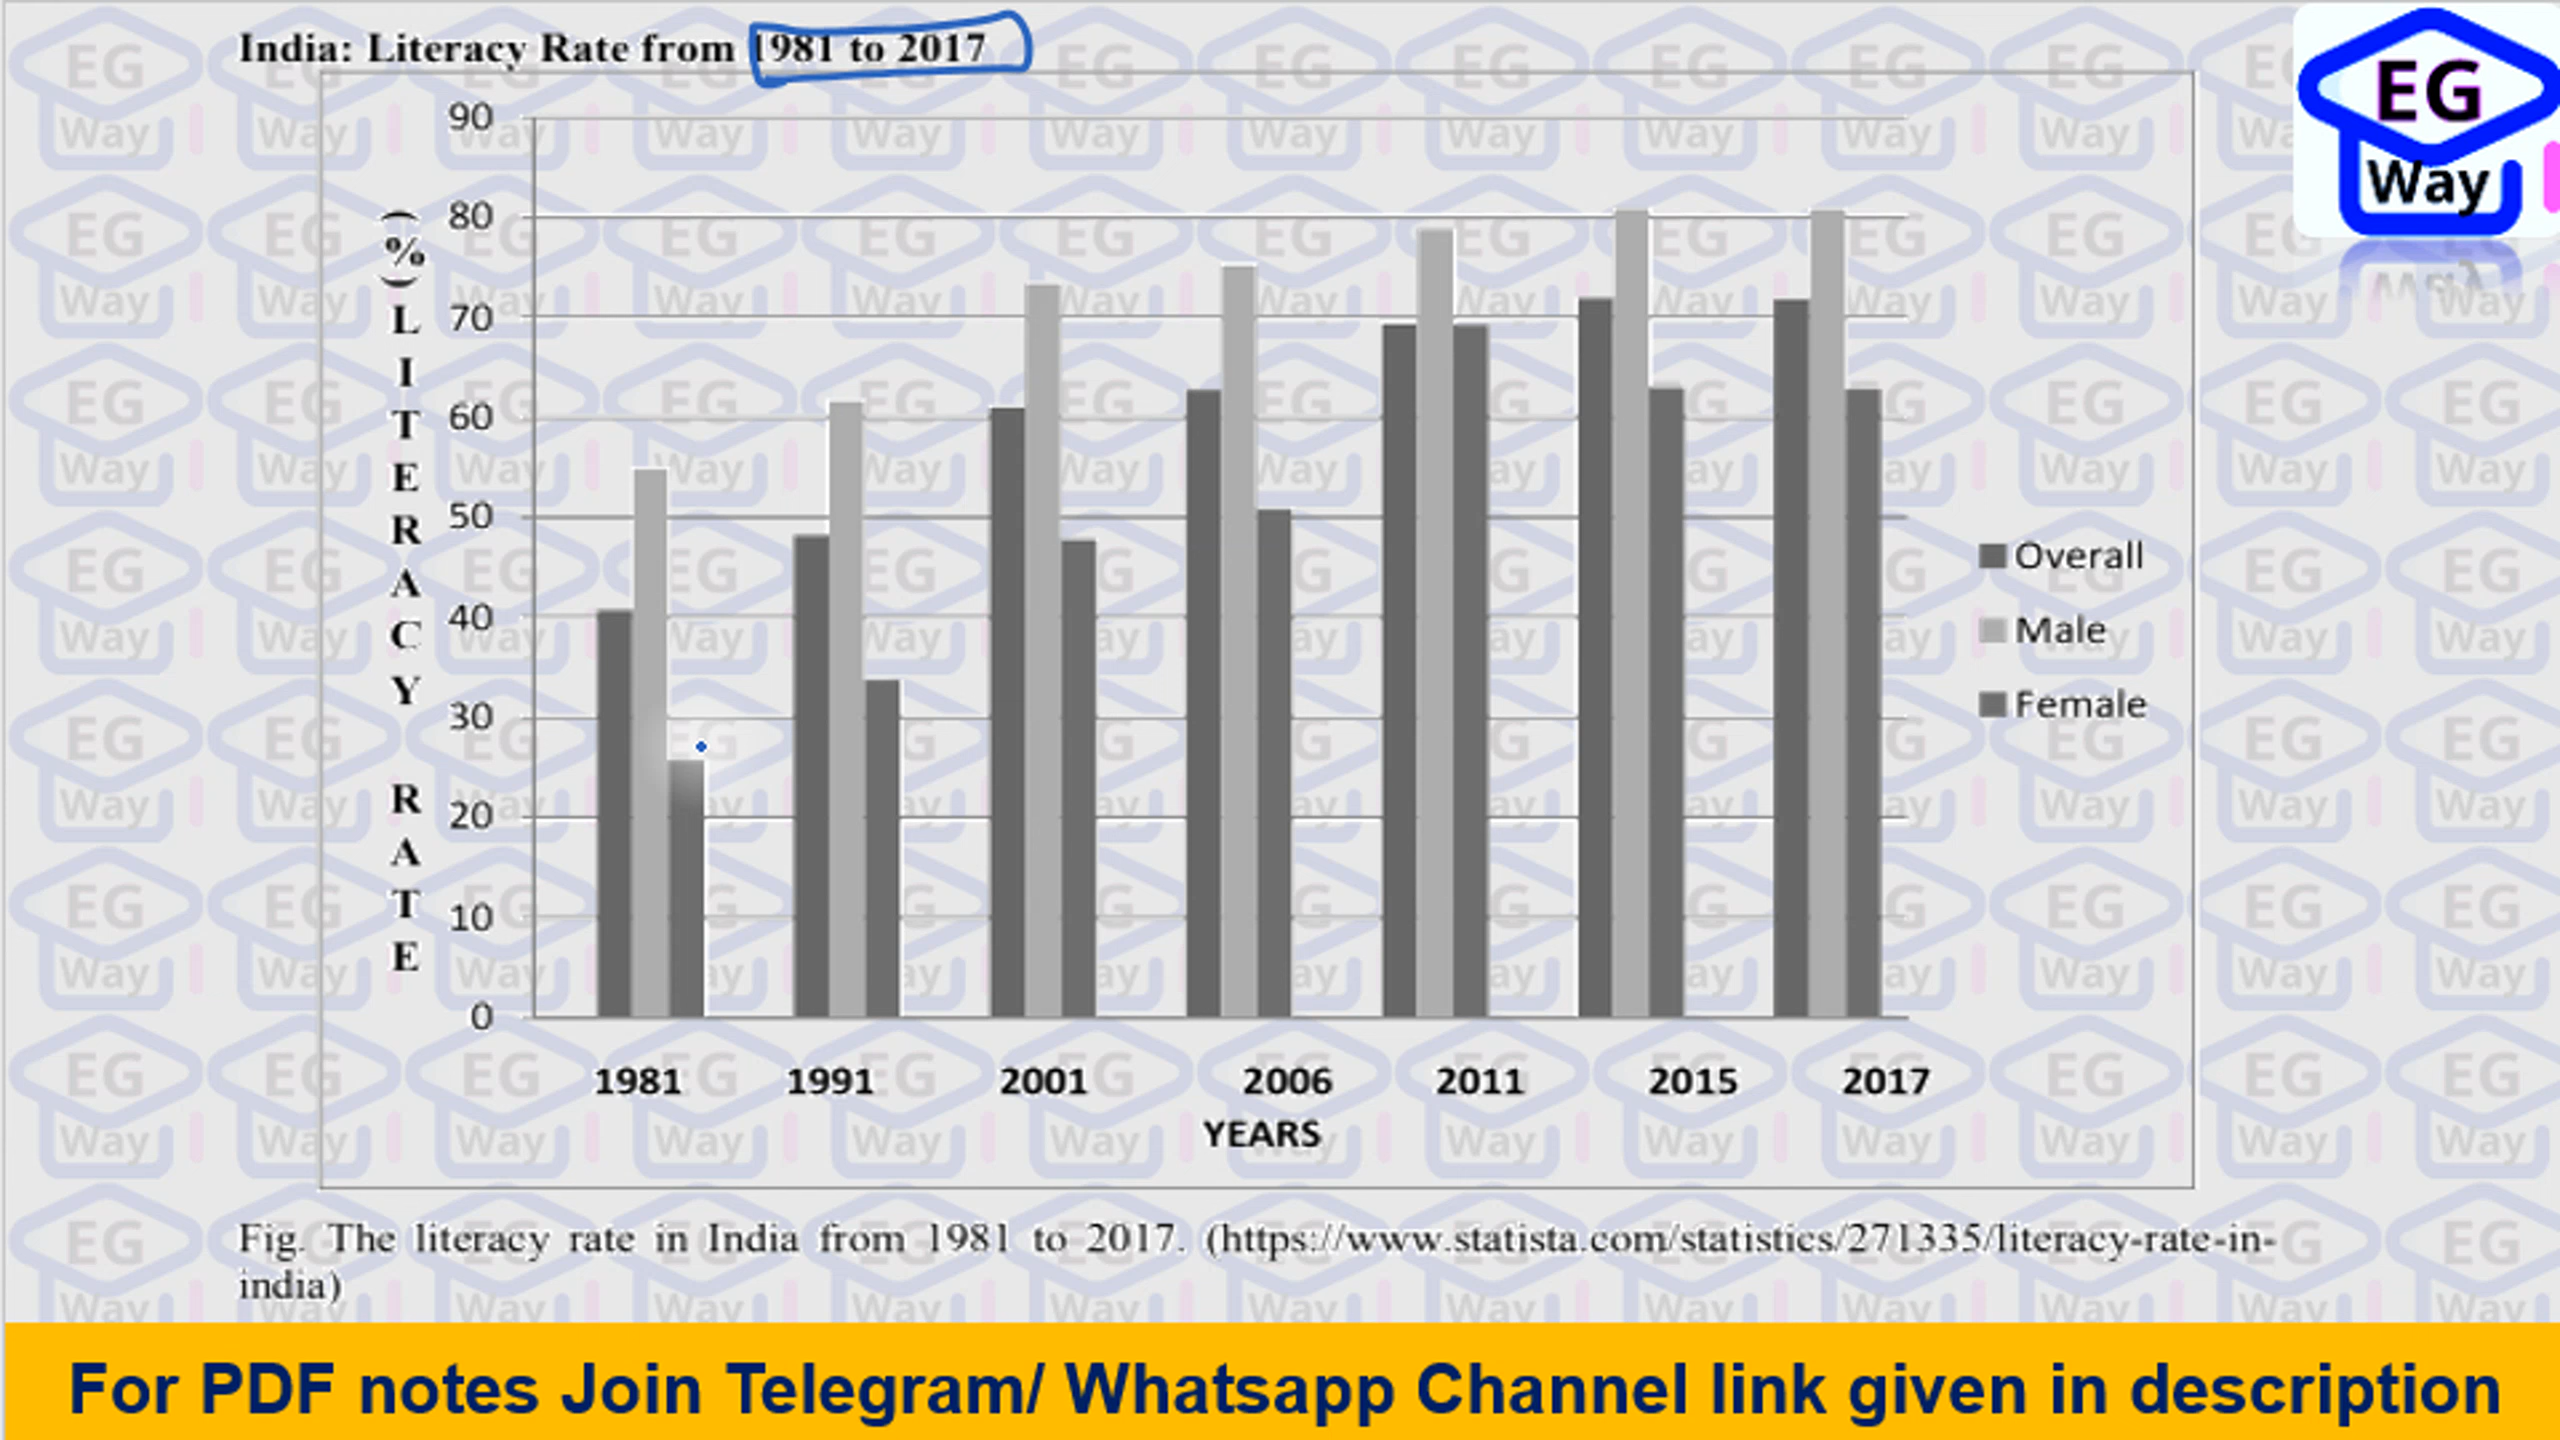 India: Literacy Rate from 1981 to 2017
EG
Way
90
80
70
60
50
40
30
20
10
0
(%) LITERACY RATE
Overall
Male
Female
1981 1991 2001 2006 2011 2015 2017
YEARS
Fig. The literacy rate in India from 1981 to 2017. (https://www.statista.com/statistics/271335/literacy-rate-in-
india)
For PDF notes Join Telegram/ Whatsapp Channel link given in description